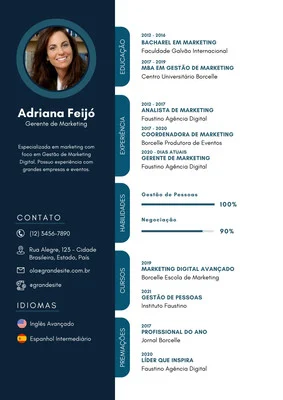 Adriana Feijó
Gerente de Marketing
Especializada em marketing com
foco em Gestão de Marketing
Digital. Possuo experiência com
grandes empresas e eventos.
CONTATO
(12) 3456-7890
Rua Alegre, 123 - Cidade
Brasileira, Estado, País
olaograndesite.com.br
@grandesite
IDIOMAS
Inglês Avançado
Espanhol Intermediário
EDUCAÇÃO
2012 - 2016
BACHAREL EM MARKETING
Faculdade Galvão Internacional
2017 - 2019
MBA EM GESTÃO DE MARKETING
Centro Universitário Borcelle
EXPERIÊNCIA
2012 - 2017
ANALISTA DE MARKETING
Faustino Agência Digital
2017 - 2020
COORDENADORA DE MARKETING
Borcelle Produtora de Eventos
2020 - DIAS ATUAIS
GERENTE DE MARKETING
Faustino Agência Digital
HABILIDADES
Gestão de Pessoas
100%
Negociação
90%
CURSOS
2019
MARKETING DIGITAL AVANÇADO
Borcelle Escola de Marketing
2021
GESTÃO DE PESSOAS
Instituto Faustino
PREMIAÇÕES
2017
PROFISSIONAL DO ANO
Jornal Borcelle
2020
LÍDER QUE INSPIRA
Faustino Agência Digital